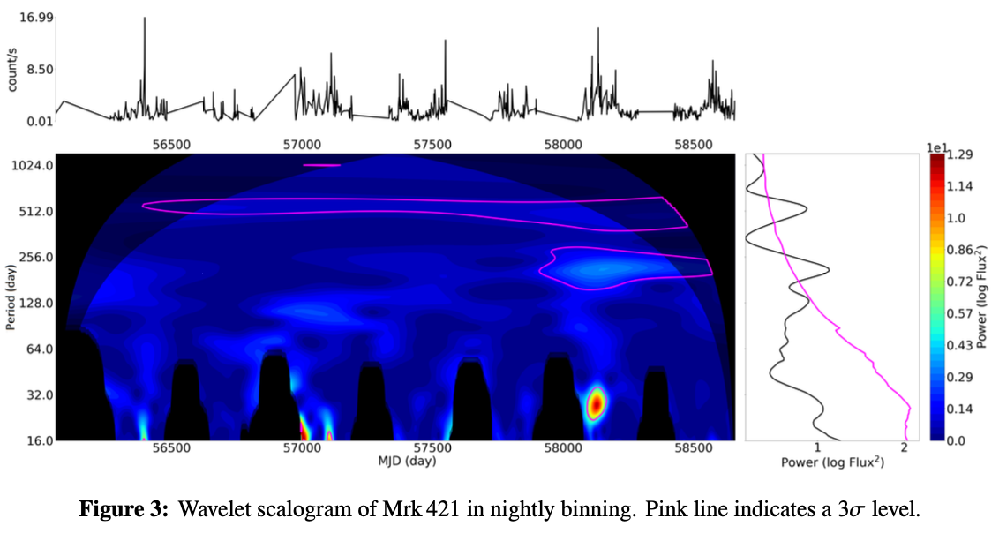 16.99
8.50
0.01
count/s
56500 57000 57500 58000 58500
1024.0
512.0
256.0
128.0
64.0
32.0
16.0
Period (day)
56500 57000 57500 58000 58500
MJD (day)
1 2
Power (log Flux²)
1e1
1.29
1.14
1.0
0.86
0.72
0.57
0.43
0.29
0.14
0.0
Power (log Flux²)
Figure 3: Wavelet scalogram of Mrk 421 in nightly binning. Pink line indicates a 3σ level.